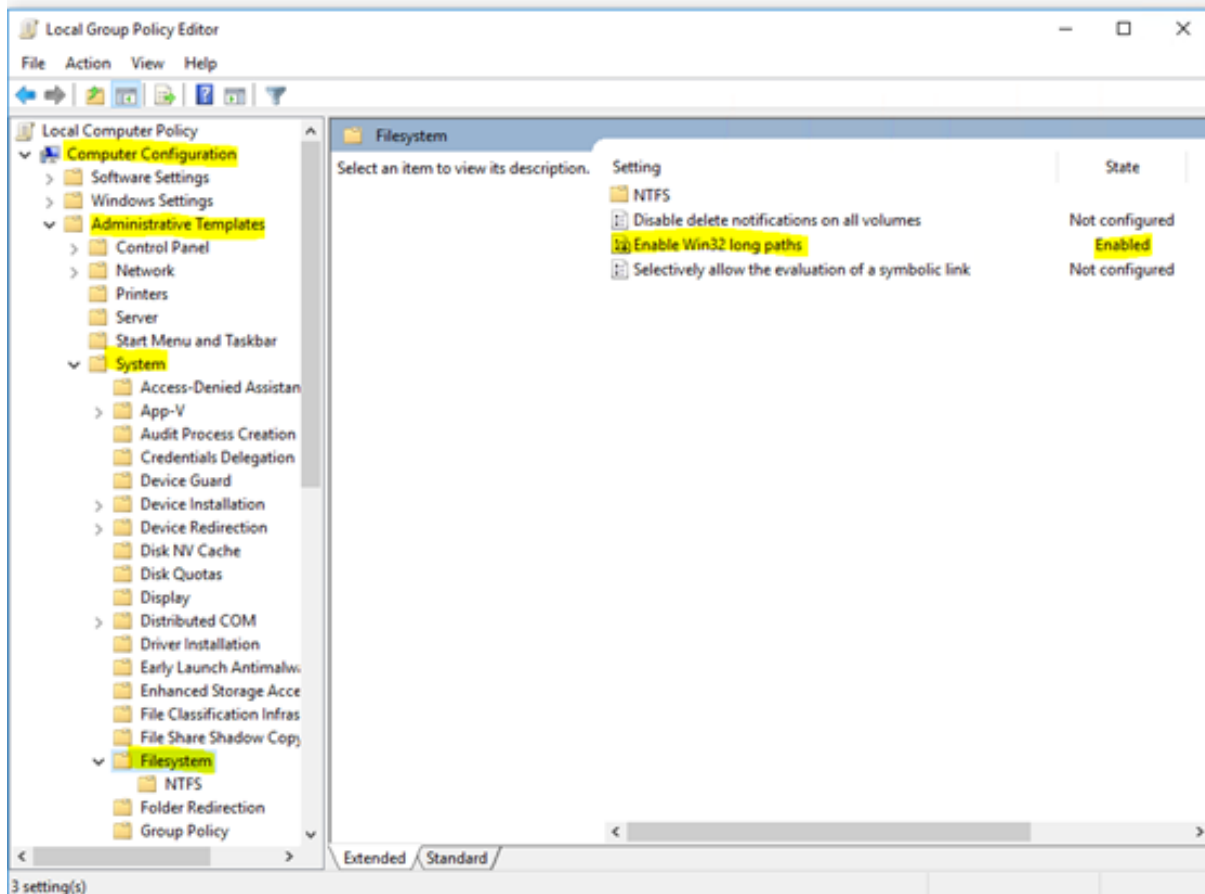 Local Group Policy Editor
File Action View Help
Local Computer Policy
Computer Configuration
Software Settings
Windows Settings
Administrative Templates
Control Panel
Network
Printers
Server
Start Menu and Taskbar
System
Access-Denied Assistan
App-V
Audit Process Creation
Credentials Delegation
Device Guard
Device Installation
Device Redirection
Disk NV Cache
Disk Quotas
Display
Distributed COM
Driver Installation
Early Launch Antimalw
Enhanced Storage Acce
File Classification Infras
File Share Shadow Copy
Filesystem
NTFS
Folder Redirection
Group Policy
Filesystem
Select an item to view its description.
Setting State
NTFS
Disable delete notifications on all volumes Not configured
Enable Win32 long paths Enabled
Selectively allow the evaluation of a symbolic link Not configured
Extended Standard
3 setting(s)